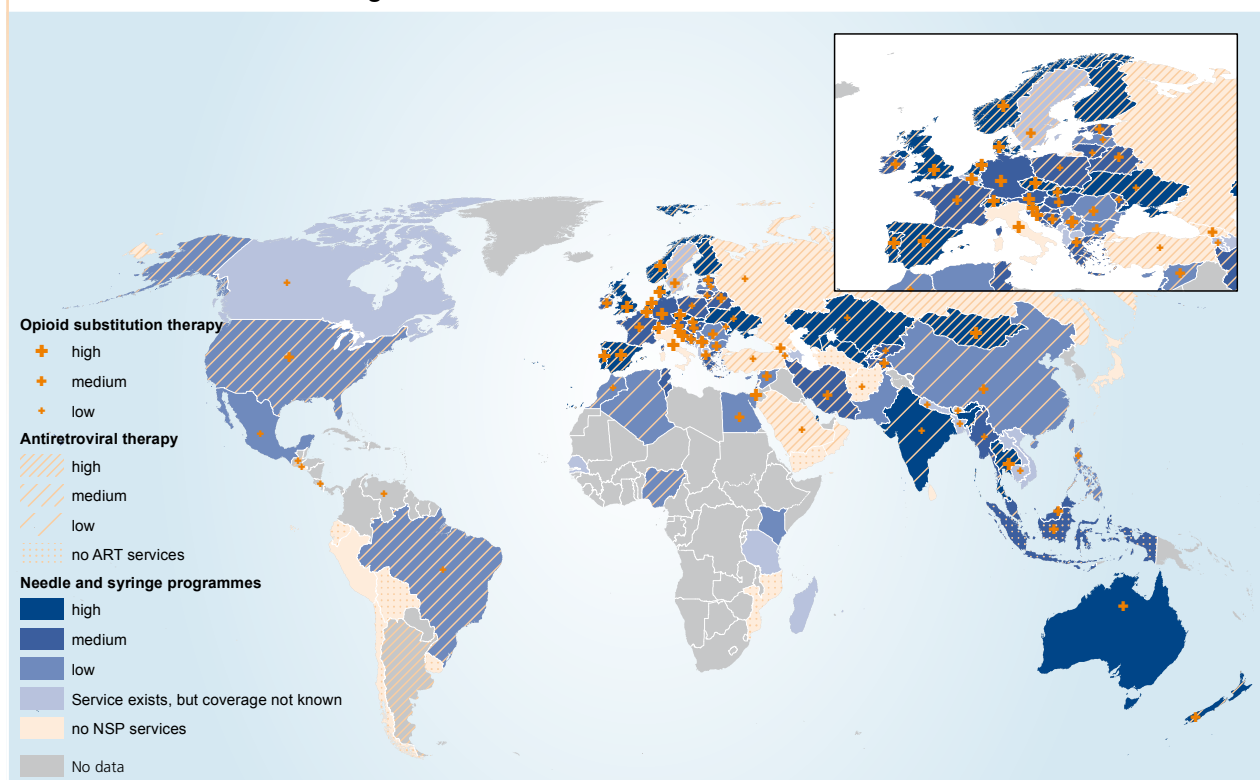 Opioid substitution therapy
high
medium
low
Antiretroviral therapy
high
medium
low
no ART services
Needle and syringe programmes
high
medium
low
Service exists, but coverage not known
no NSP services
No data